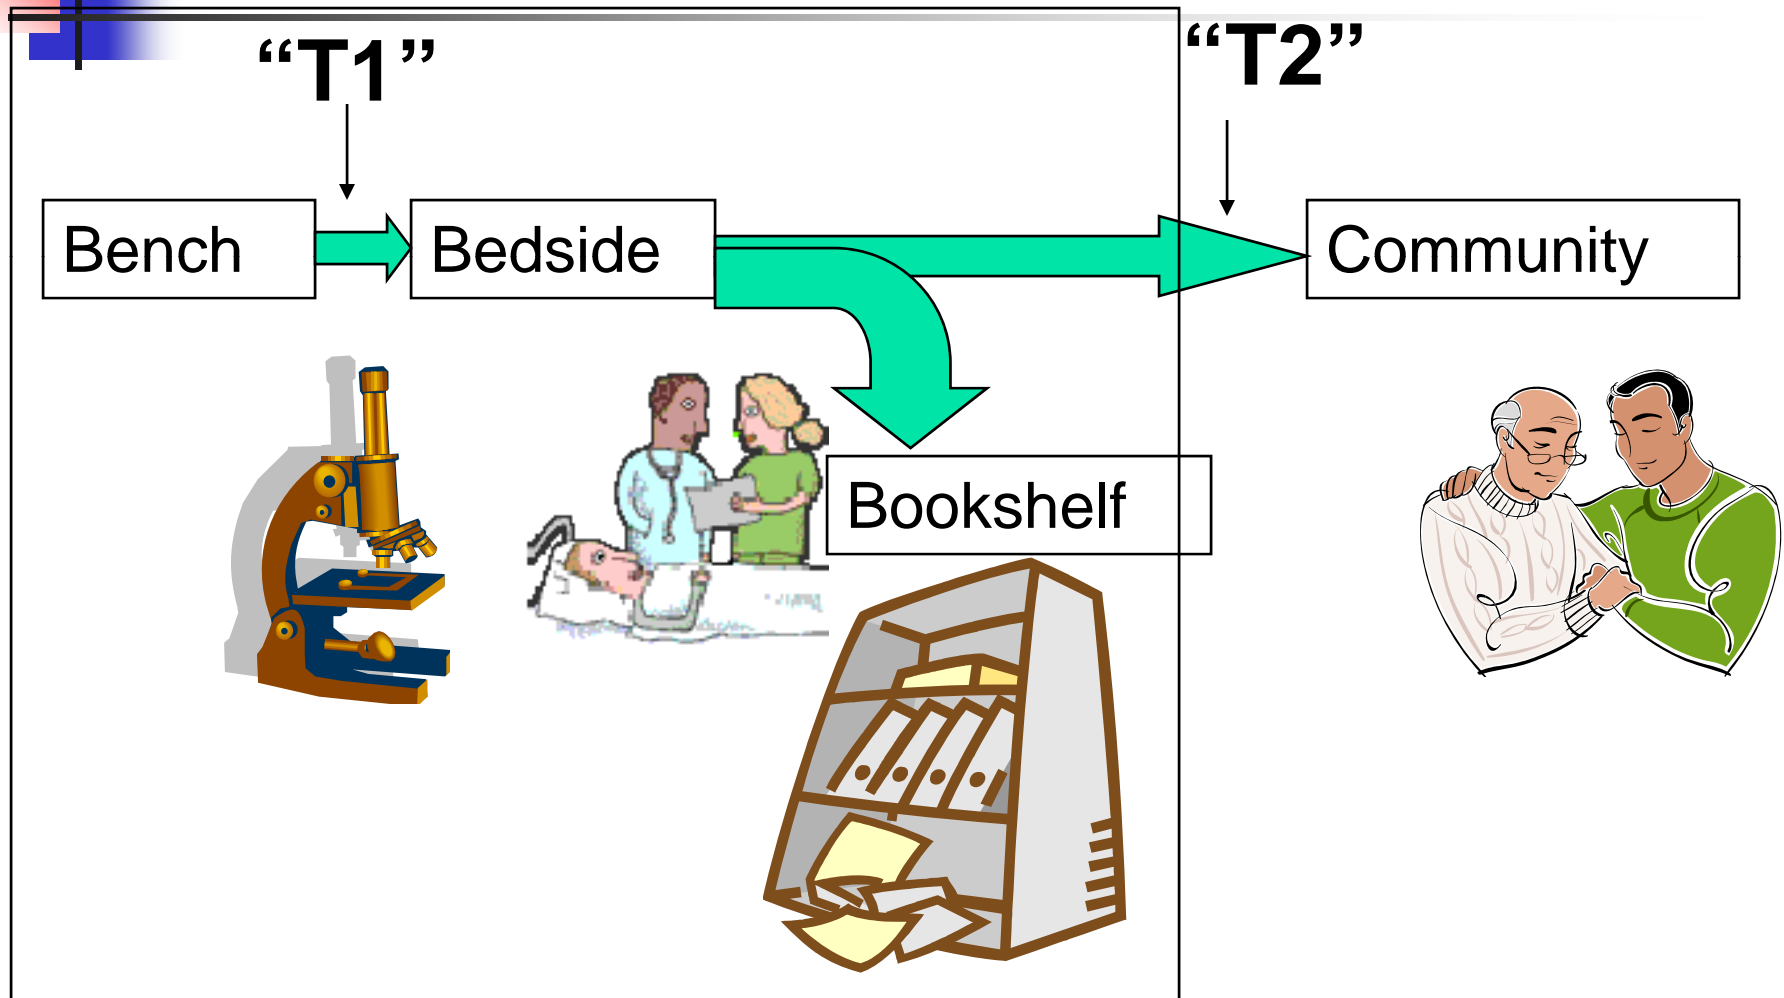 “T1”
“T2”
Bench
Bedside
Community
Bookshelf